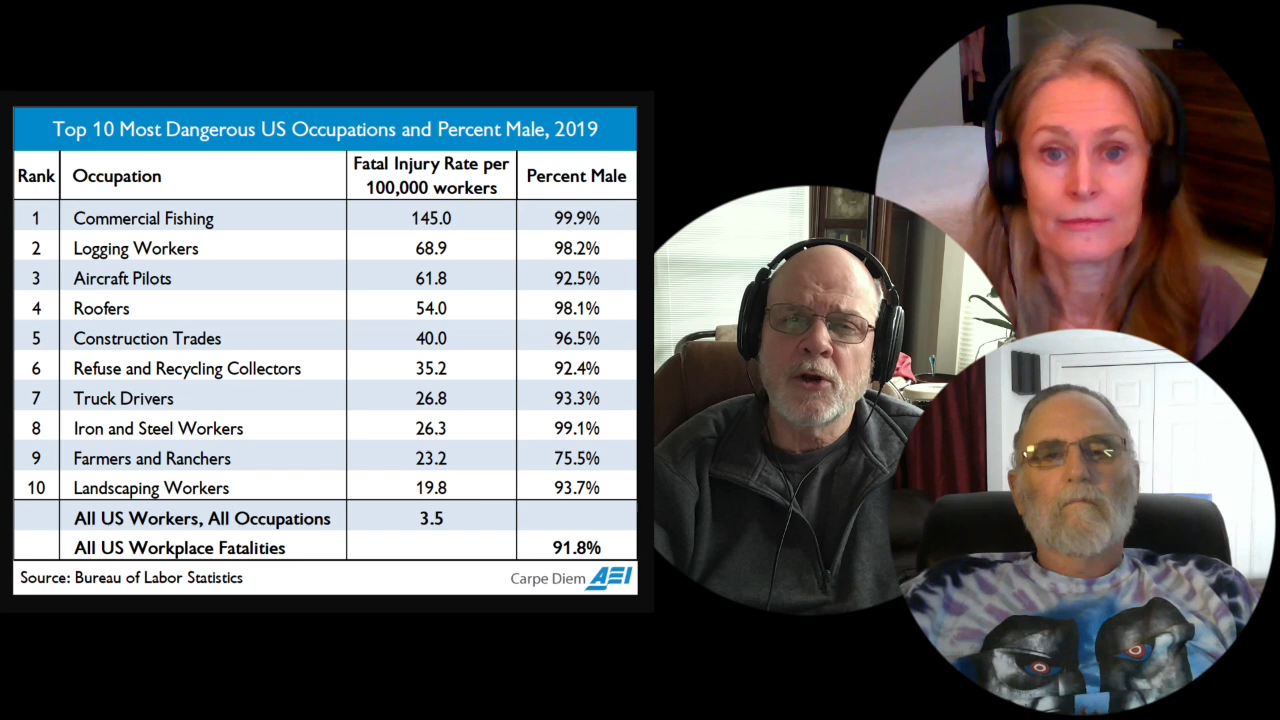 Top 10 Most Dangerous US Occupations and Percent Male, 2019
Rank Occupation Fatal Injury Rate per 100,000 workers Percent Male
1 Commercial Fishing 145.0 99.9%
2 Logging Workers 68.9 98.2%
3 Aircraft Pilots 61.8 92.5%
4 Roofers 54.0 98.1%
5 Construction Trades 40.0 96.5%
6 Refuse and Recycling Collectors 35.2 92.4%
7 Truck Drivers 26.8 93.3%
8 Iron and Steel Workers 26.3 99.1%
9 Farmers and Ranchers 23.2 75.5%
10 Landscaping Workers 19.8 93.7%
All US Workers, All Occupations 3.5
All US Workplace Fatalities 91.8%
Source: Bureau of Labor Statistics Carpe Diem AEI